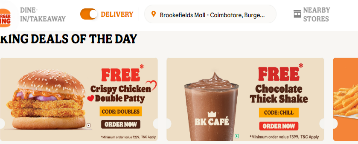 DINE
IN/TAKEAWAY
DELIVERY
Brookefields Mall - Coimbatore, Burge...
NEARBY
STORES
KING DEALS OF THE DAY
FREE*
Crispy Chicken
Double Patty
CODE: DOUBLES
ORDER NOW
FREE*
Chocolate
Thick Shake
CODE: CHILL
ORDER NOW
BK CAFÉ